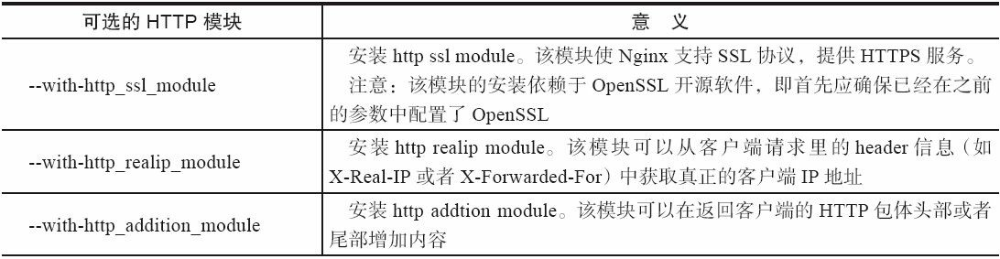 可选的 HTTP 模块
意 义
--with-http_ssl_module
安装 http ssl module。该模块使 Nginx 支持 SSL 协议，提供 HTTPS 服务。
注意：该模块的安装依赖于 OpenSSL 开源软件，即首先应确保已经在之前
的参数中配置了 OpenSSL
--with-http_realip_module
安装 http realip module。该模块可以从客户端请求里的 header 信息（如
X-Real-IP 或者 X-Forwarded-For）中获取真正的客户端 IP 地址
--with-http_addition_module
安装 http addtion module。该模块可以在返回客户端的 HTTP 包体头部或者
尾部增加内容